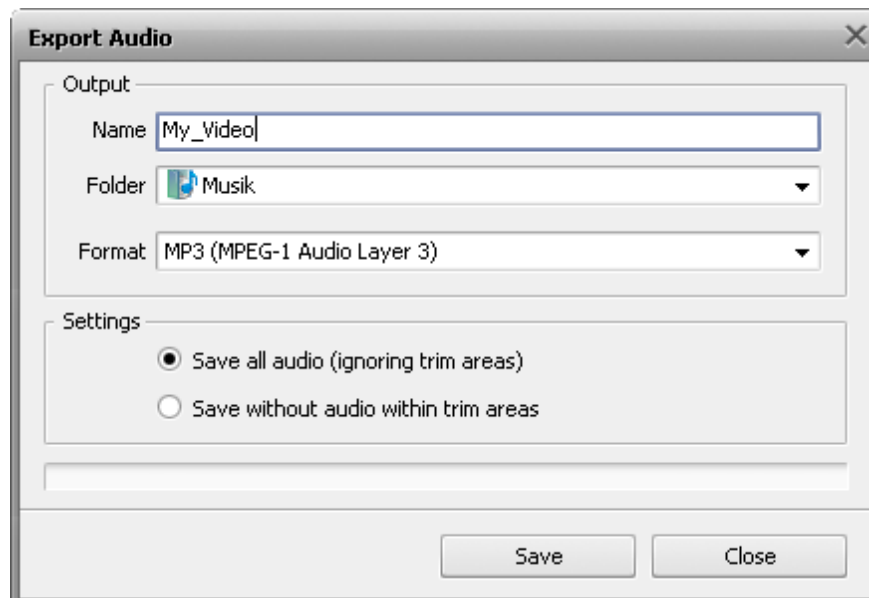 Export Audio
Output
Name My_Video
Folder Musik
Format MP3 (MPEG-1 Audio Layer 3)
Settings
Save all audio (ignoring trim areas)
Save without audio within trim areas
Save Close